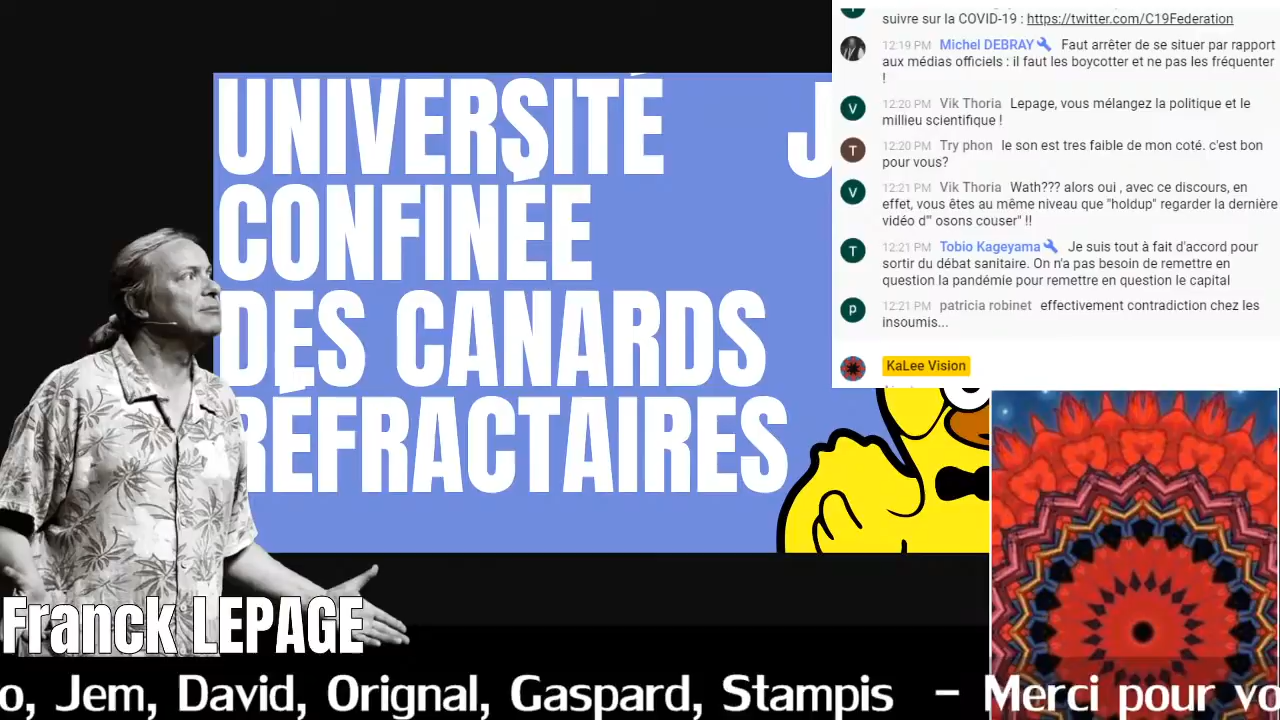 UNIVERSITÉ
CONFINÉE
DES CANARDS
RÉFRACTAIRES
J
suivre sur la COVID-19 : https://twitter.com/C19Federation
12:19 PM Michel DEBRAY Faut arrêter de se situer par rapport
aux médias officiels : il faut les boycotter et ne pas les fréquenter
!
V 12:20 PM Vik Thoria Lepage, vous mélangez la politique et le
millieu scientifique !
T 12:20 PM Try phon le son est tres faible de mon coté. c'est bon
pour vous?
V 12:21 PM Vik Thoria Wath??? alors oui , avec ce discours, en
effet, vous êtes au même niveau que "holdup" regarder la dernière
vidéo d'" osons couser" !!
T 12:21 PM Tobio Kageyama Je suis tout à fait d'accord pour
sortir du débat sanitaire. On n'a pas besoin de remettre en
question la pandémie pour remettre en question le capital
p 12:21 PM patricia robinet effectivement contradiction chez les
insoumis...
KaLee Vision
Franck LEPAGE
o, Jem, David, Orignal, Gaspard, Stampis - Merci pour vo